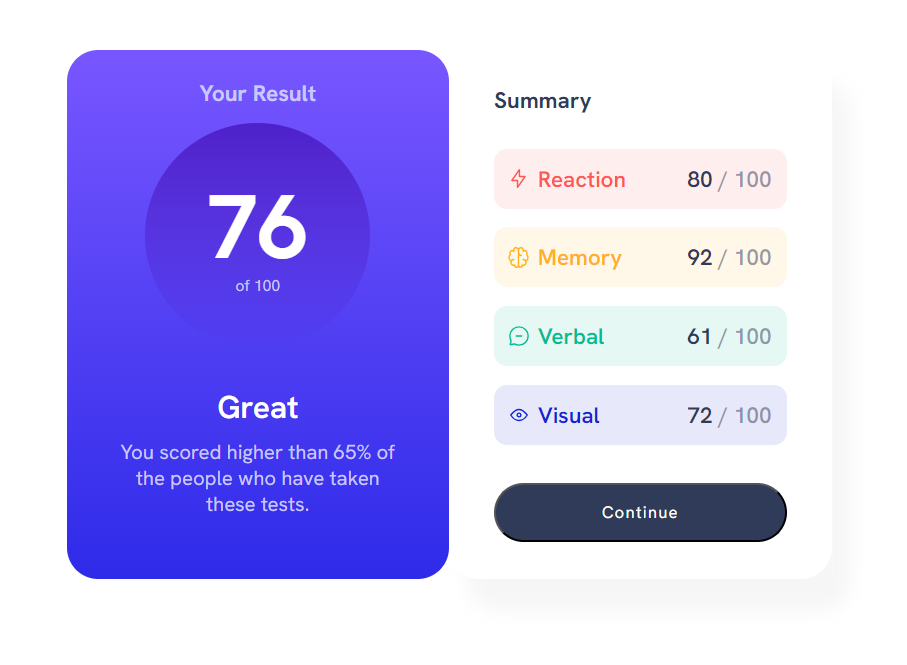 Your Result
76
of 100
Great
You scored higher than 65% of
the people who have taken
these tests.
Summary
Reaction 80 / 100
Memory 92 / 100
Verbal 61 / 100
Visual 72 / 100
Continue